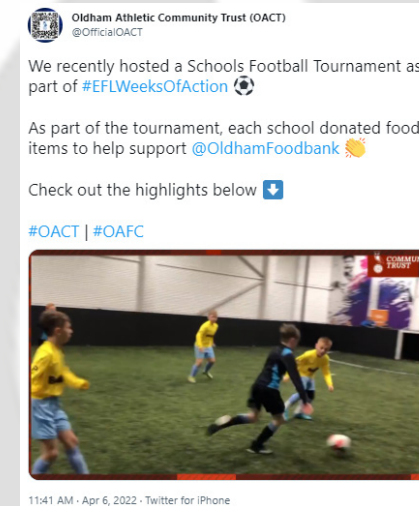 Oldham Athletic Community Trust (OACT)
@OfficialOACT
We recently hosted a Schools Football Tournament as
part of #EFLWeeksOfAction
As part of the tournament, each school donated food
items to help support @OldhamFoodbank
Check out the highlights below
#OACT | #OAFC
TRUST
11:41 AM · Apr 6, 2022 · Twitter for iPhone